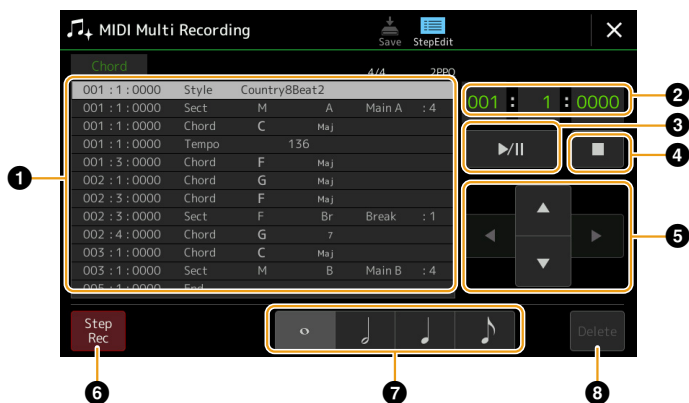 MIDI Multi Recording
Save StepEdit
Chord
4/4 2PPQ
001 : 1 : 0000 Style Country8Beat2
001 : 1 : 0000 Sect M A Main A : 4
001 : 1 : 0000 Chord C Maj
001 : 1 : 0000 Tempo 136
001 : 3 : 0000 Chord F Maj
002 : 1 : 0000 Chord G Maj
002 : 3 : 0000 Chord F Maj
002 : 3 : 0000 Sect F Br Break : 1
002 : 4 : 0000 Chord G 7
003 : 1 : 0000 Chord C Maj
003 : 1 : 0000 Sect M B Main B : 4
005 : 1 : 0000 End
001 : 1 : 0000
Step
Rec
Delete
1
2
3
4
5
6
7
8